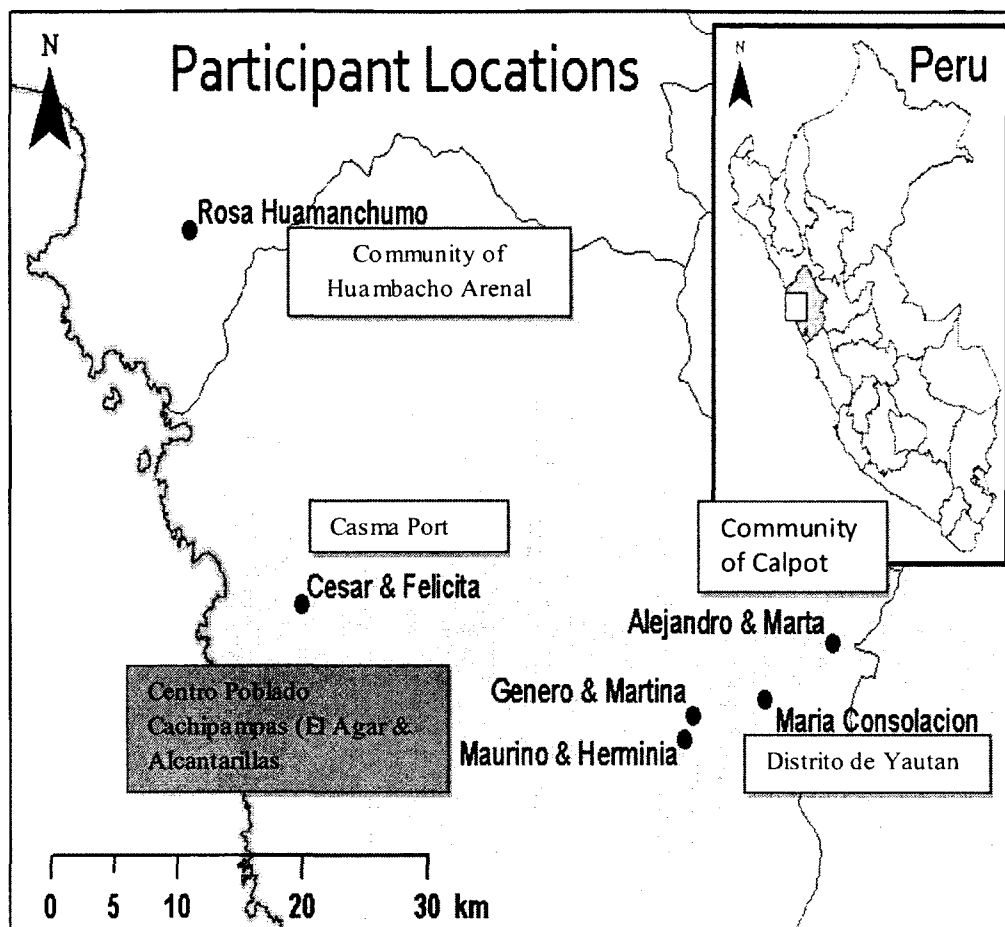 N
Participant Locations
N
Peru
Rosa Huamanchumo
Community of
Huambacho Arenal
Casma Port
Community
of Calpot
Cesar & Felicita
Alejandro & Marta
Centro Poblado
Cachipampas (El Agar &
Alcantarillas
Genero & Martina
Maria Consolacion
Maurino & Herminia
Distrito de Yautan
0 5 10 20 30 km